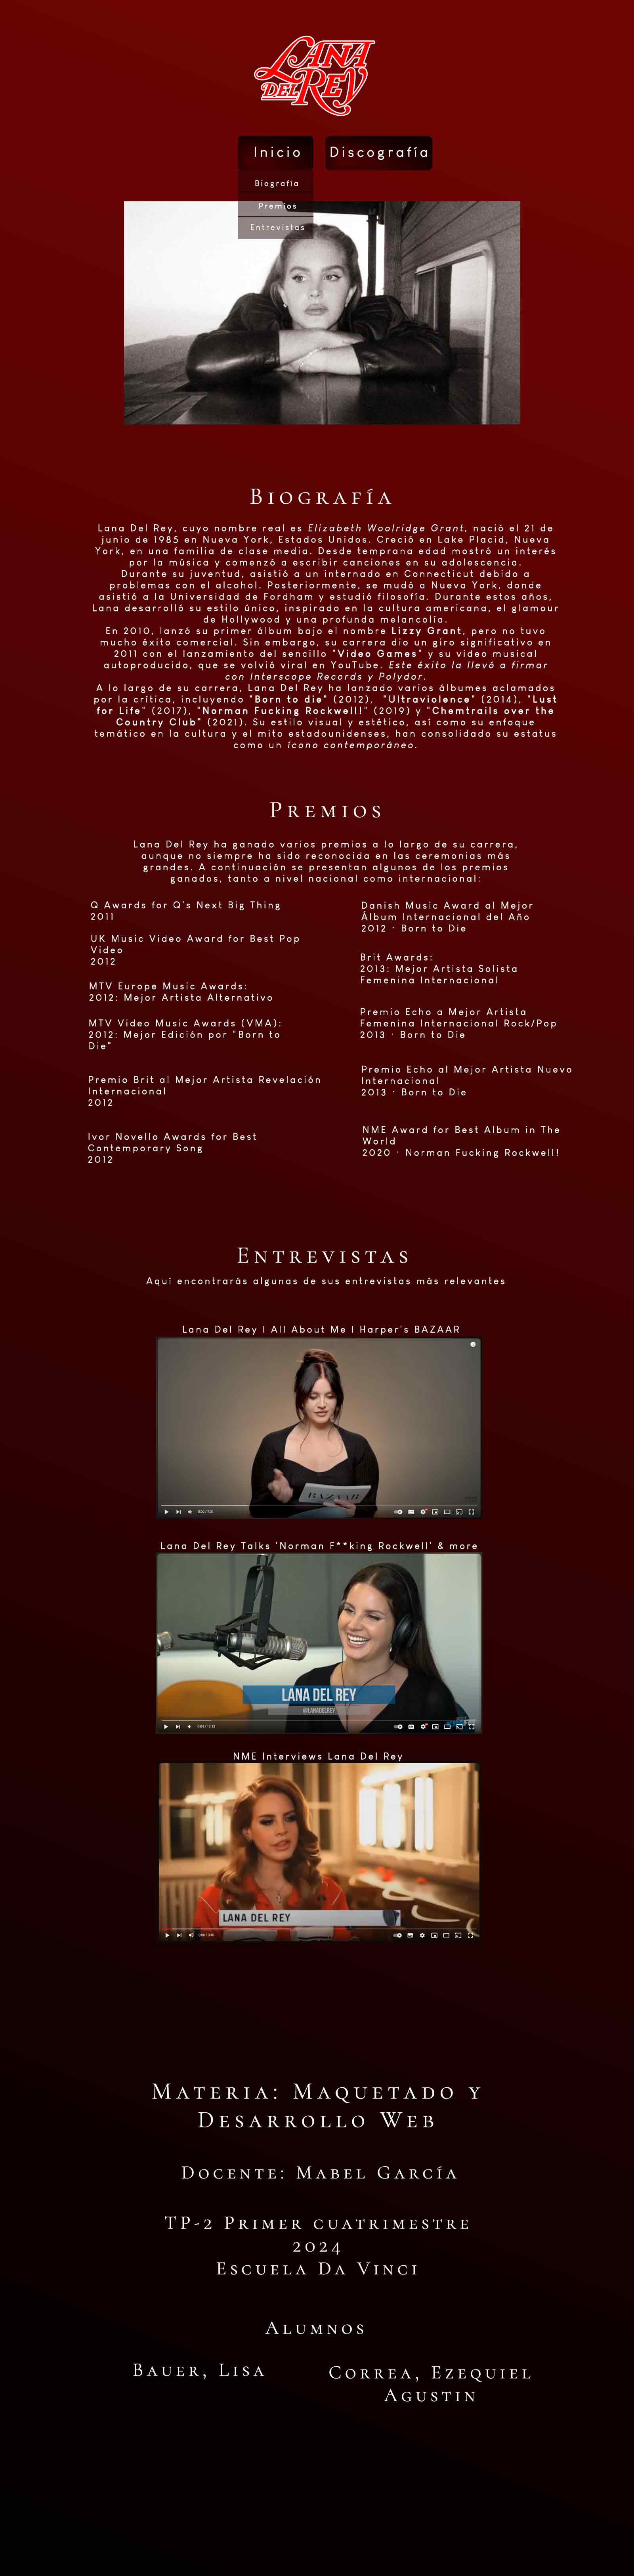 LANA
DEL REY
Inicio Discografía
Biografía
Premios
Entrevistas
Biografía
Lana Del Rey, cuyo nombre real es Elizabeth Woolridge Grant, nació el 21 de
junio de 1985 en Nueva York, Estados Unidos. Creció en Lake Placid, Nueva
York, en una familia de clase media. Desde temprana edad mostró un interés
por la música y comenzó a escribir canciones en su adolescencia.
Durante su juventud, asistió a un internado en Connecticut debido a
problemas con el alcohol. Posteriormente, se mudó a Nueva York, donde
asistió a la Universidad de Fordham y estudió filosofía. Durante estos años,
Lana desarrolló su estilo único, inspirado en la cultura americana, el glamour
de Hollywood y una profunda melancolía.
En 2010, lanzó su primer álbum bajo el nombre Lizzy Grant, pero no tuvo
mucho éxito comercial. Sin embargo, su carrera dio un giro significativo en
2011 con el lanzamiento del sencillo "Video Games" y su video musical
autoproducido, que se volvió viral en YouTube. Este éxito la llevó a firmar
con Interscope Records y Polydor.
A lo largo de su carrera, Lana Del Rey ha lanzado varios álbumes aclamados
por la crítica, incluyendo "Born to die" (2012), "Ultraviolence" (2014), "Lust
for Life" (2017), "Norman Fucking Rockwell!" (2019) y "Chemtrails over the
Country Club" (2021). Su estilo visual y estético, así como su enfoque
temático en la cultura y el mito estadounidenses, han consolidado su estatus
como un ícono contemporáneo.
Premios
Lana Del Rey ha ganado varios premios a lo largo de su carrera,
aunque no siempre ha sido reconocida en las ceremonias más
grandes. A continuación se presentan algunos de los premios
ganados, tanto a nivel nacional como internacional:
Q Awards for Q's Next Big Thing
2011
UK Music Video Award for Best Pop
Video
2012
MTV Europe Music Awards:
2012: Mejor Artista Alternativo
MTV Video Music Awards (VMA):
2012: Mejor Edición por "Born to
Die"
Premio Brit al Mejor Artista Revelación
Internacional
2012
Ivor Novello Awards for Best
Contemporary Song
2012
Danish Music Award al Mejor
Álbum Internacional del Año
2012 · Born to Die
Brit Awards:
2013: Mejor Artista Solista
Femenina Internacional
Premio Echo a Mejor Artista
Femenina Internacional Rock/Pop
2013 · Born to Die
Premio Echo al Mejor Artista Nuevo
Internacional
2013 · Born to Die
NME Award for Best Album in The
World
2020 · Norman Fucking Rockwell!
Entrevistas
Aquí encontrarás algunas de sus entrevistas más relevantes
Lana Del Rey | All About Me | Harper's BAZAAR
BAZAAR
Lana Del Rey Talks 'Norman F**king Rockwell' & more
LANA DEL REY
@LANADELREY
NME Interviews Lana Del Rey
LANA DEL REY
Materia: Maquetado y
Desarrollo Web
Docente: Mabel García
TP-2 Primer cuatrimestre
2024
Escuela Da Vinci
Alumnos
Bauer, Lisa
Correa, Ezequiel
Agustin